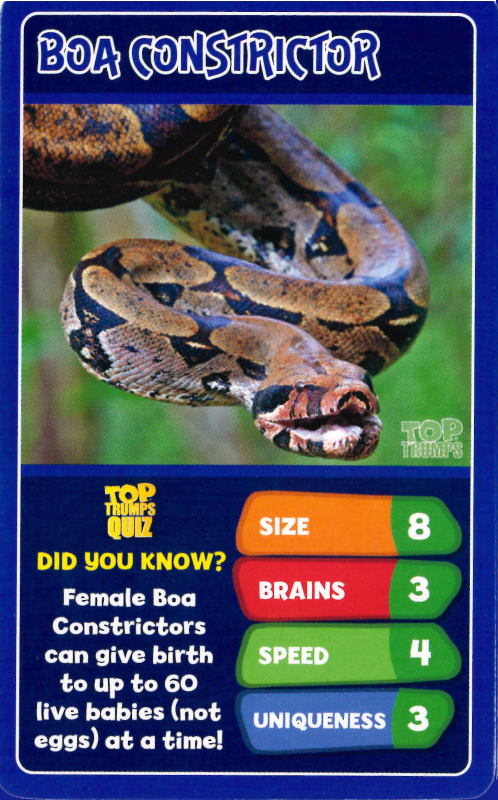 BOA CONSTRICTOR
TOP
TRUMPS
TOP
TRUMPS
QUIZ
DID YOU KNOW?
Female Boa
Constrictors
can give birth
to up to 60
live babies (not
eggs) at a time!
SIZE 8
BRAINS 3
SPEED 4
UNIQUENESS 3